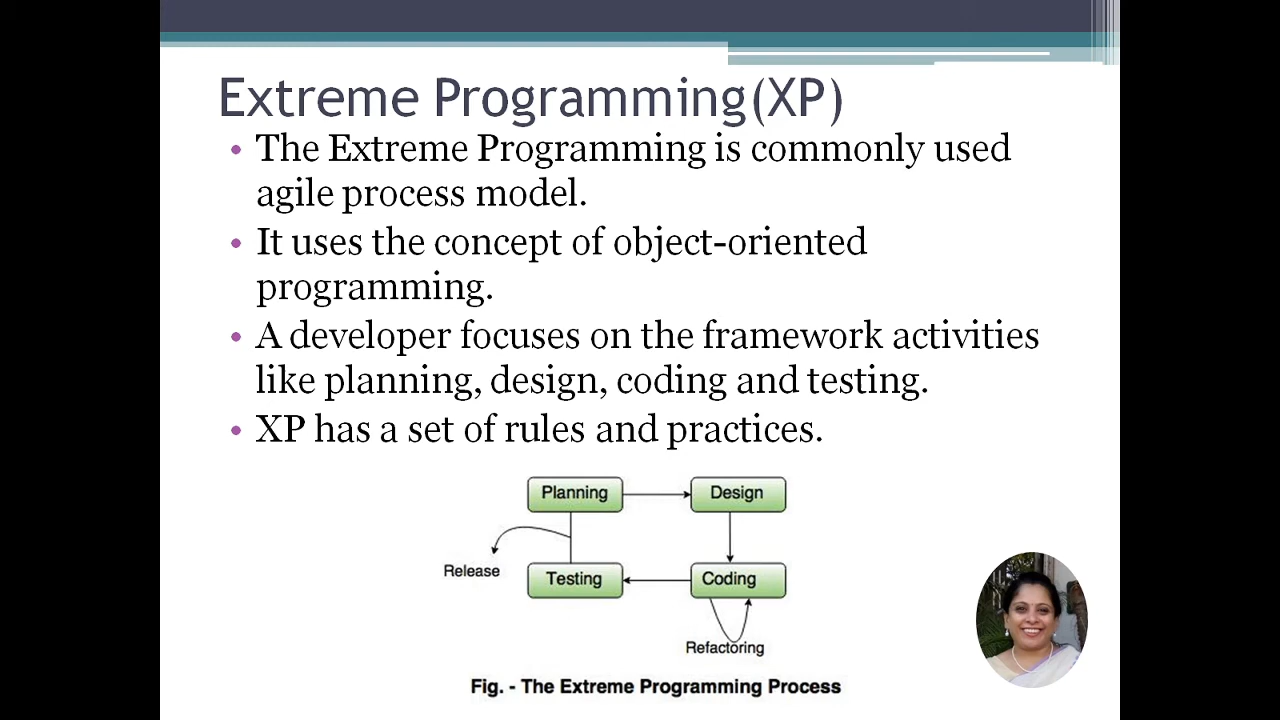 Extreme Programming(XP)
• The Extreme Programming is commonly used
agile process model.
• It uses the concept of object-oriented
programming.
• A developer focuses on the framework activities
like planning, design, coding and testing.
• XP has a set of rules and practices.
Planning
Design
Release
Testing
Coding
Refactoring
Fig. - The Extreme Programming Process